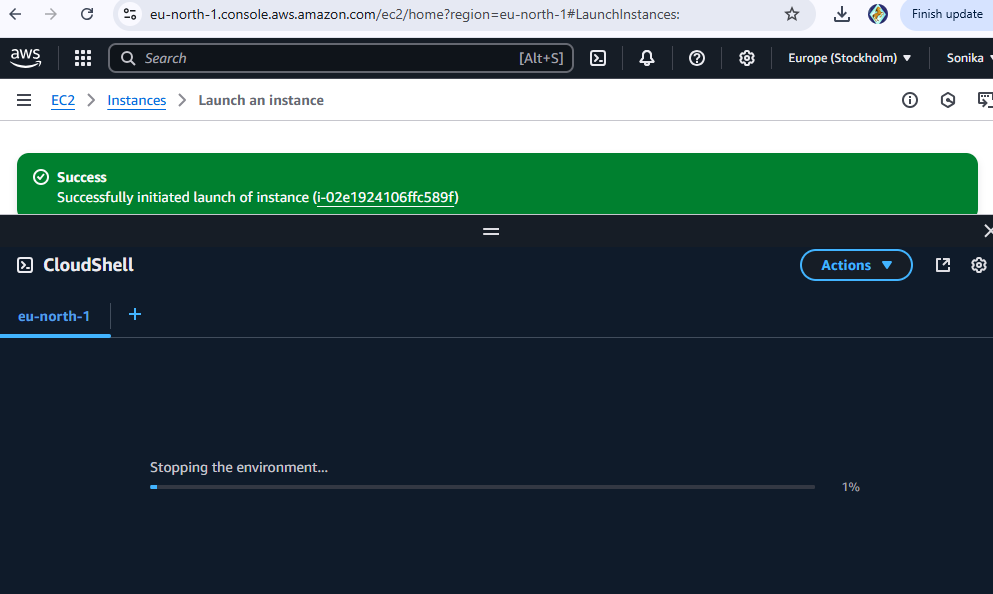 eu-north-1.console.aws.amazon.com/ec2/home?region=eu-north-1#LaunchInstances:
Finish update
aws
Search
[Alt+S]
Europe (Stockholm)
Sonika
EC2
Instances
Launch an instance
Success
Successfully initiated launch of instance (i-02e1924106ffc589f)
CloudShell
Actions
eu-north-1
+
Stopping the environment...
1%